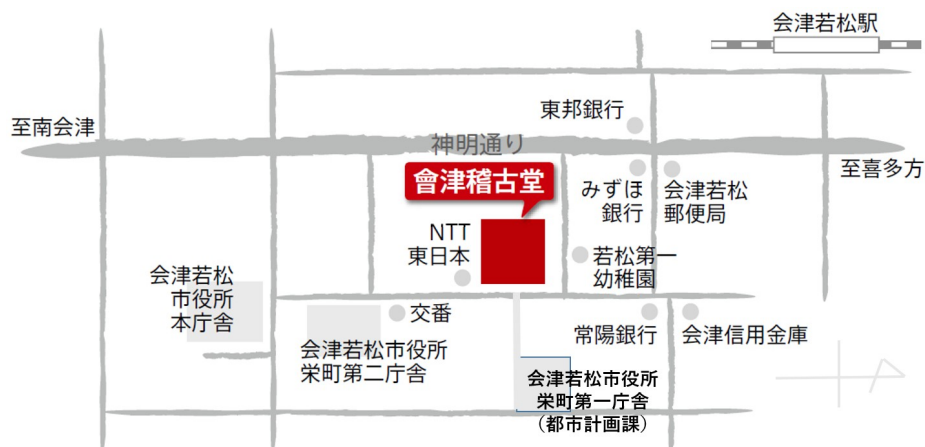 会津若松駅
東邦銀行
至南会津
神明通り
至喜多方
會津稽古堂
みずほ
銀行
会津若松
郵便局
NTT
東日本
若松第一
幼稚園
会津若松
市役所
本庁舎
交番
常陽銀行
会津信用金庫
会津若松市役所
栄町第二庁舎
会津若松市役所
栄町第一庁舎
（都市計画課）